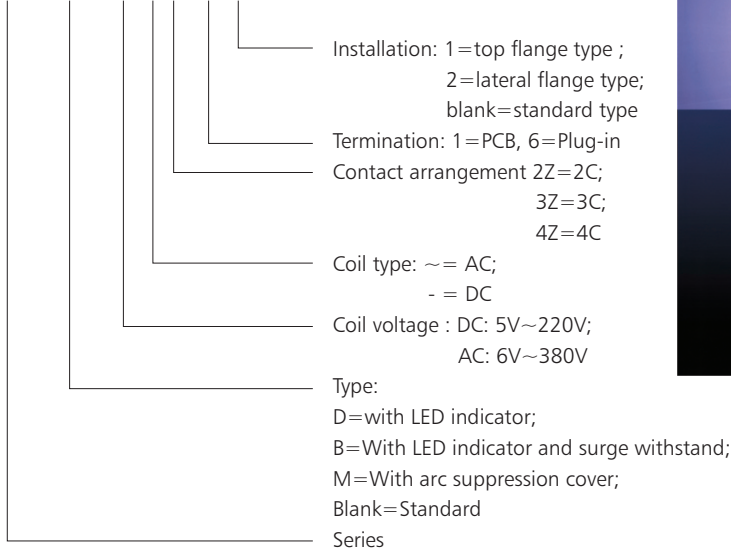 Installation: 1=top flange type ;
2=lateral flange type;
blank=standard type
Termination: 1=PCB, 6=Plug-in
Contact arrangement 2Z=2C;
3Z=3C;
4Z=4C
Coil type: ~= AC;
- = DC
Coil voltage : DC: 5V~220V;
AC: 6V~380V
Type:
D=with LED indicator;
B=With LED indicator and surge withstand;
M=With arc suppression cover;
Blank=Standard
Series